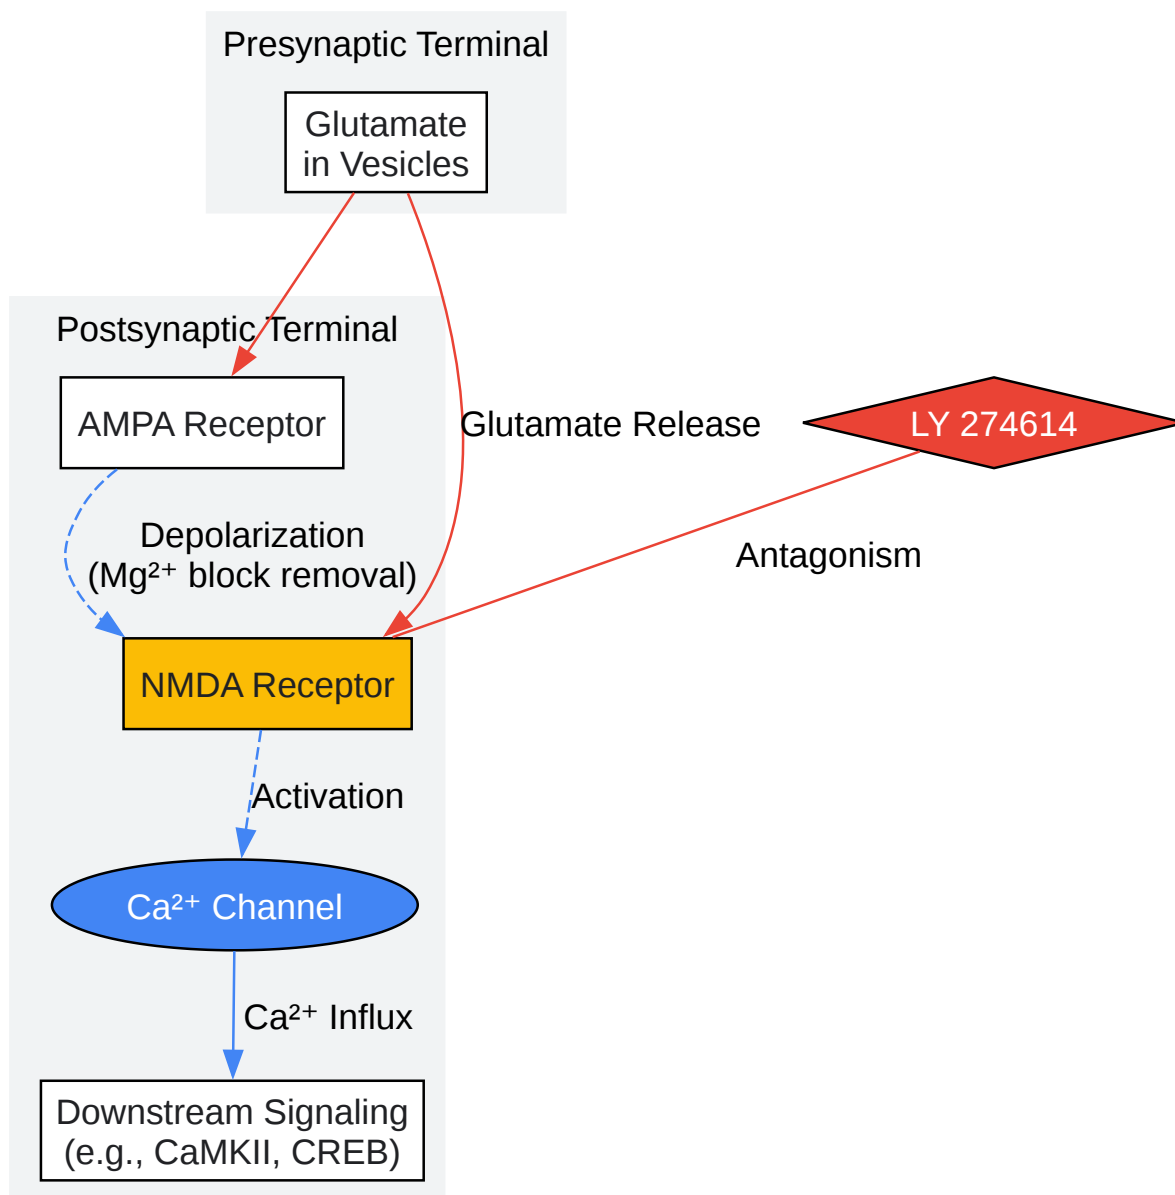 Presynaptic Terminal
Glutamate
in Vesicles
Postsynaptic Terminal
AMPA Receptor
Glutamate Release
LY 274614
Depolarization
(Mg²⁺ block removal)
Antagonism
NMDA Receptor
Activation
Ca²⁺ Channel
Ca²⁺ Influx
Downstream Signaling
(e.g., CaMKII, CREB)